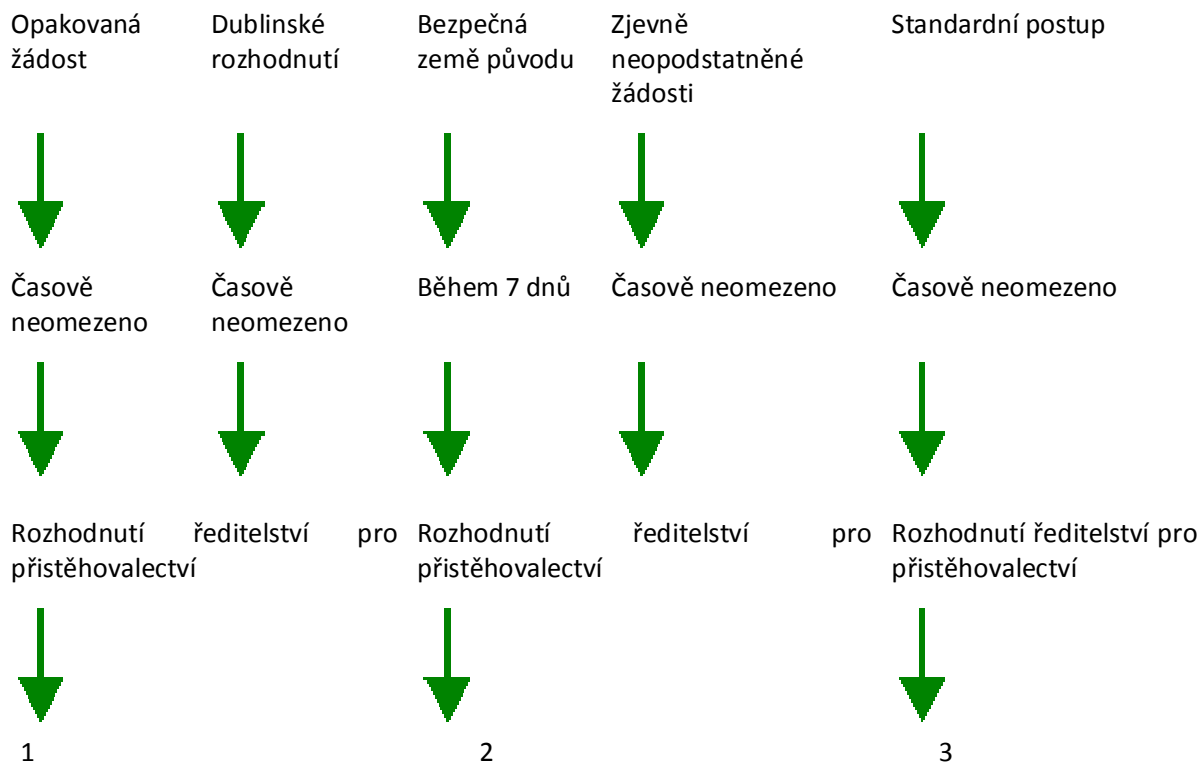 Opakovaná žádost
Dublinské rozhodnutí
Bezpečná země původu
Zjevně neopodstatněné žádosti
Standardní postup
Časově neomezeno
Časově neomezeno
Během 7 dnů
Časově neomezeno
Časově neomezeno
Rozhodnutí ředitelství pro přistěhovalectví
Rozhodnutí ředitelství pro přistěhovalectví
Rozhodnutí ředitelství pro přistěhovalectví
1
2
3